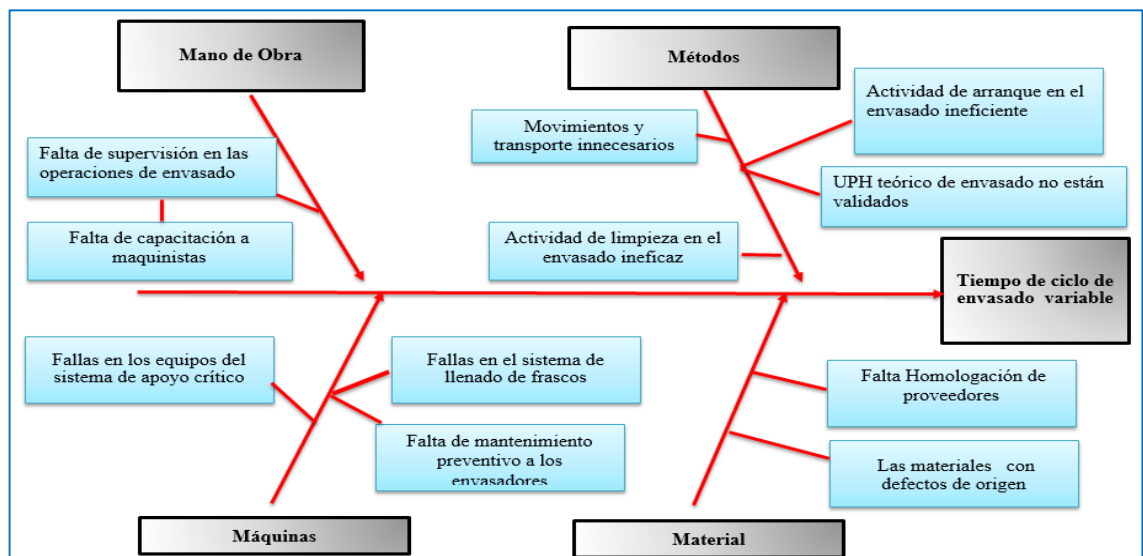 Mano de Obra
Métodos
Actividad de arranque en el
envasado ineficiente
Movimientos y
transporte innecesarios
Falta de supervisión en las
operaciones de envasado
UPH teórico de envasado no están
validados
Falta de capacitación a
maquinistas
Actividad de limpieza en el
envasado ineficaz
Tiempo de ciclo de
envasado variable
Fallas en los equipos del
sistema de apoyo crítico
Fallas en el sistema de
llenado de frascos
Falta Homologación de
proveedores
Falta de mantenimiento
preventivo a los
envasadores
Las materiales con
defectos de origen
Máquinas
Material